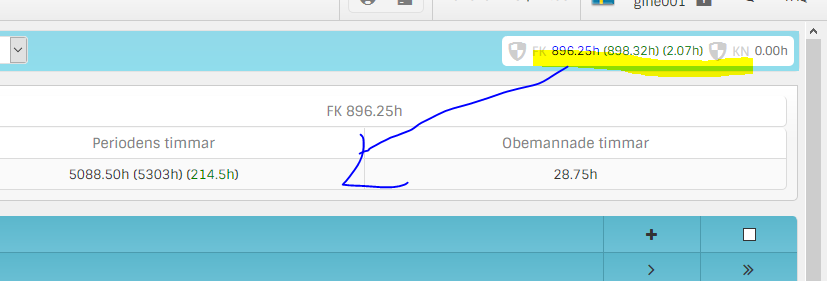 gine001
FK 896.25h (898.32h) (2.07h) KN 0.00h
FK 896.25h
Periodens timmar Obemannade timmar
5088.50h (5303h) (214.5h) 28.75h